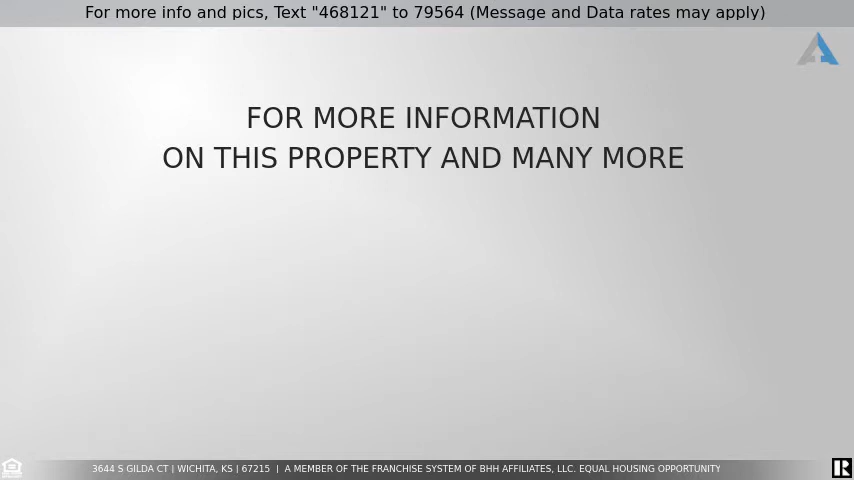 For more info and pics, Text "468121" to 79564 (Message and Data rates may apply)
FOR MORE INFORMATION
ON THIS PROPERTY AND MANY MORE
3644 S GILDA CT | WICHITA, KS | 67215 | A MEMBER OF THE FRANCHISE SYSTEM OF BHH AFFILIATES, LLC. EQUAL HOUSING OPPORTUNITY